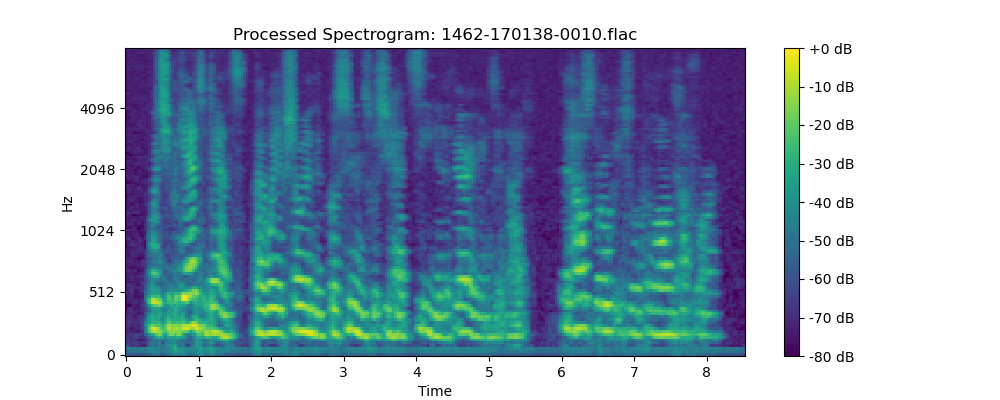 Processed Spectrogram: 1462-170138-0010.flac
+0 dB
-10 dB
4096
-20 dB
2048
-30 dB
Hz
-40 dB
1024
-50 dB
512
-60 dB
-70 dB
0
-80 dB
0 1 2 3 4 5 6 7 8
Time